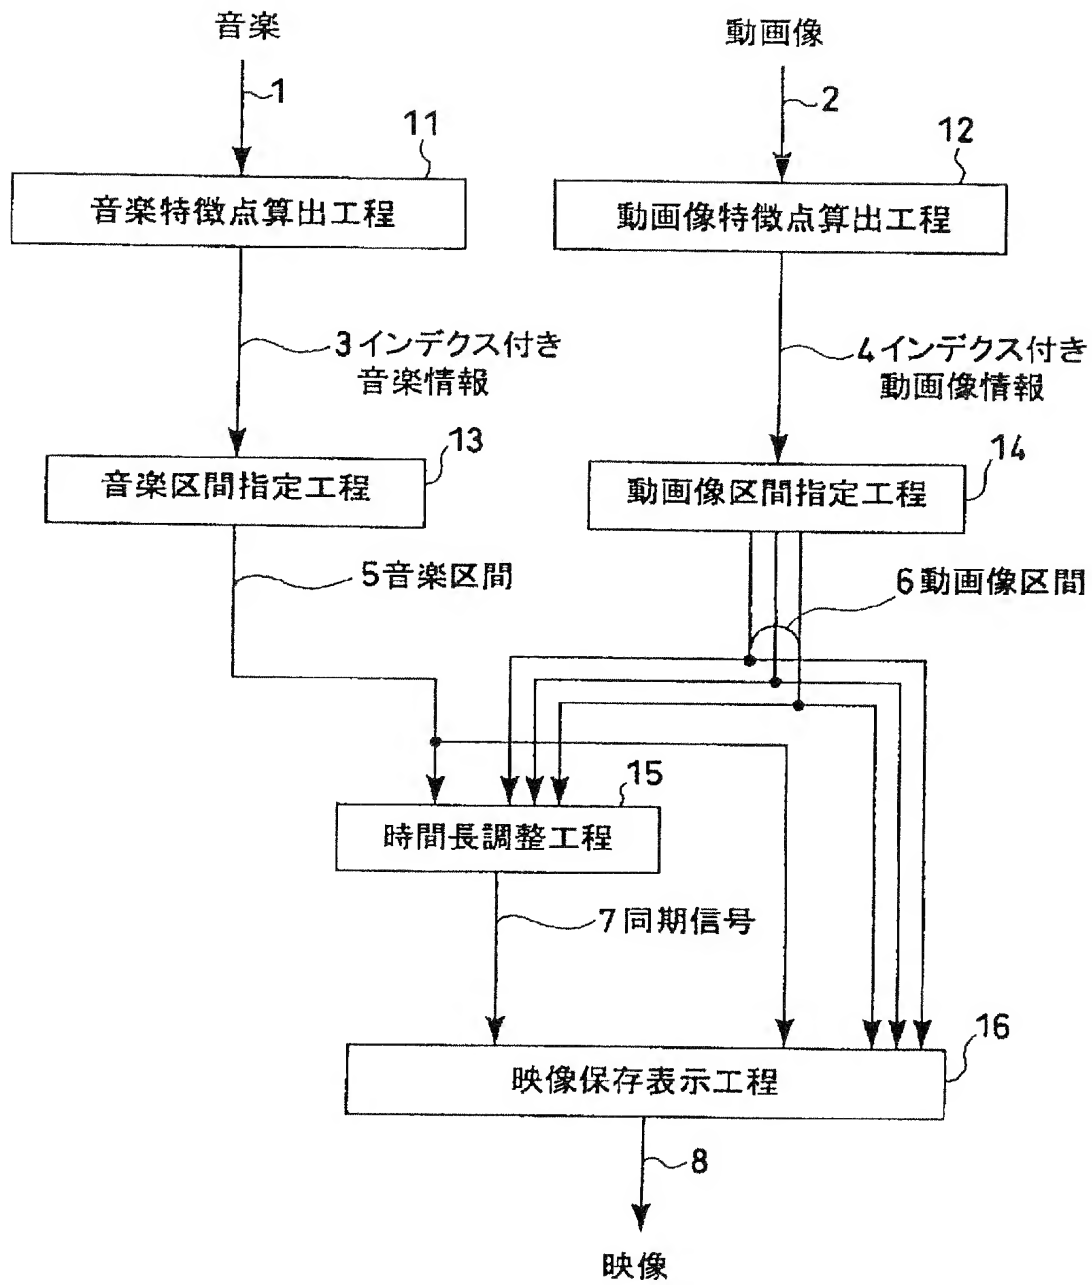 音楽
動画像
1
2
11
12
音楽特徴点算出工程
動画像特徴点算出工程
3 インデクス付き
音楽情報
4 インデクス付き
動画像情報
13
14
音楽区間指定工程
動画像区間指定工程
5 音楽区間
6 動画像区間
15
時間長調整工程
7 同期信号
16
映像保存表示工程
8
映像